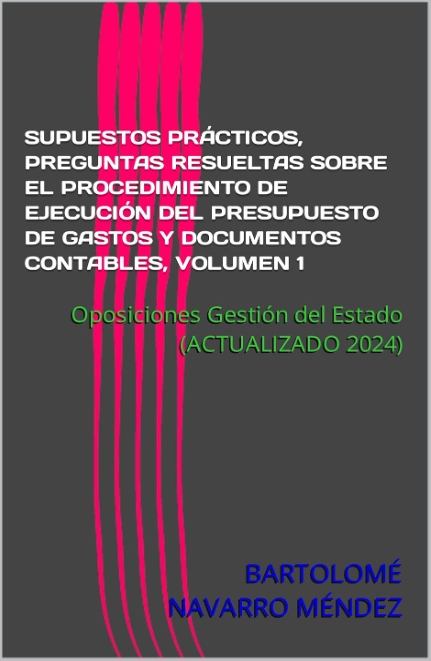 SUPUESTOS PRÁCTICOS,
PREGUNTAS RESUELTAS SOBRE
EL PROCEDIMIENTO DE
EJECUCIÓN DEL PRESUPUESTO
DE GASTOS Y DOCUMENTOS
CONTABLES, VOLUMEN 1
Oposiciones Gestión del Estado
(ACTUALIZADO 2024)
BARTOLOMÉ
NAVARRO MÉNDEZ